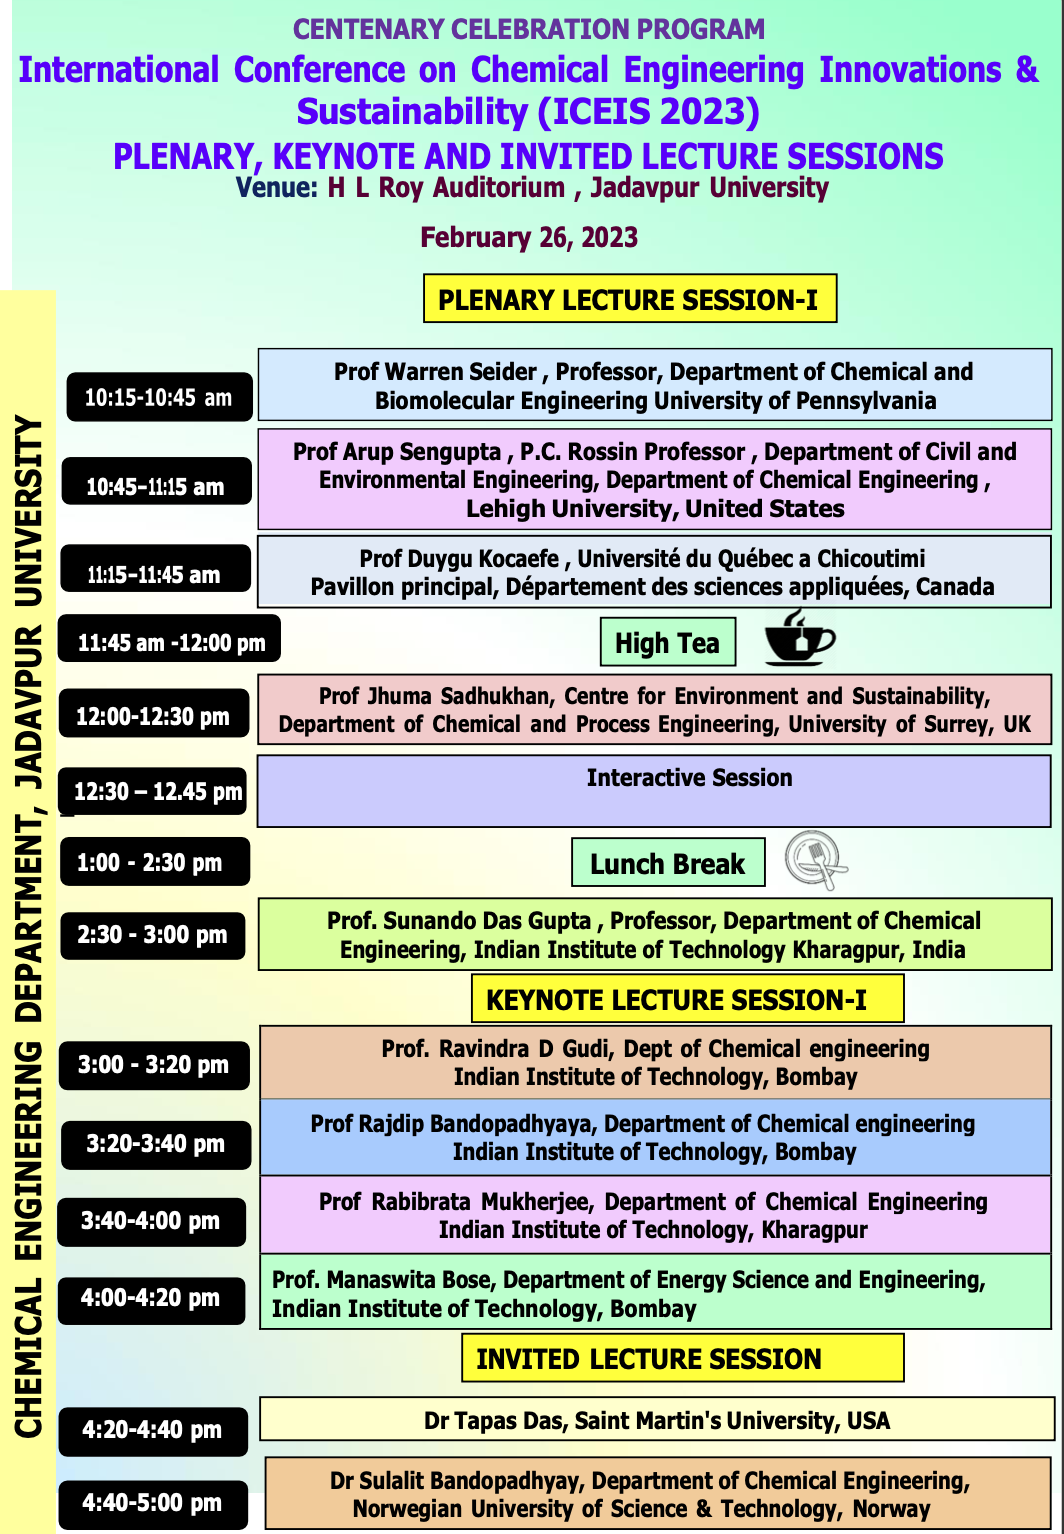 CENTENARY CELEBRATION PROGRAM
International Conference on Chemical Engineering Innovations &
Sustainability (ICEIS 2023)
PLENARY, KEYNOTE AND INVITED LECTURE SESSIONS
Venue: H L Roy Auditorium , Jadavpur University
February 26, 2023
CHEMICAL ENGINEERING DEPARTMENT, JADAVPUR UNIVERSITY
PLENARY LECTURE SESSION-I
10:15-10:45 am
Prof Warren Seider , Professor, Department of Chemical and
Biomolecular Engineering University of Pennsylvania
10:45–11:15 am
Prof Arup Sengupta , P.C. Rossin Professor , Department of Civil and
Environmental Engineering, Department of Chemical Engineering ,
Lehigh University, United States
11:15–11:45 am
Prof Duygu Kocaefe , Université du Québec a Chicoutimi
Pavillon principal, Département des sciences appliquées, Canada
11:45 am -12:00 pm
High Tea
12:00-12:30 pm
Prof Jhuma Sadhukhan, Centre for Environment and Sustainability,
Department of Chemical and Process Engineering, University of Surrey, UK
12:30 – 12.45 pm
Interactive Session
1:00 - 2:30 pm
Lunch Break
2:30 - 3:00 pm
Prof. Sunando Das Gupta , Professor, Department of Chemical
Engineering, Indian Institute of Technology Kharagpur, India
KEYNOTE LECTURE SESSION-I
3:00 - 3:20 pm
Prof. Ravindra D Gudi, Dept of Chemical engineering
Indian Institute of Technology, Bombay
3:20-3:40 pm
Prof Rajdip Bandopadhyaya, Department of Chemical engineering
Indian Institute of Technology, Bombay
3:40-4:00 pm
Prof Rabibrata Mukherjee, Department of Chemical Engineering
Indian Institute of Technology, Kharagpur
4:00-4:20 pm
Prof. Manaswita Bose, Department of Energy Science and Engineering,
Indian Institute of Technology, Bombay
INVITED LECTURE SESSION
4:20-4:40 pm
Dr Tapas Das, Saint Martin's University, USA
4:40-5:00 pm
Dr Sulalit Bandopadhyay, Department of Chemical Engineering,
Norwegian University of Science & Technology, Norway